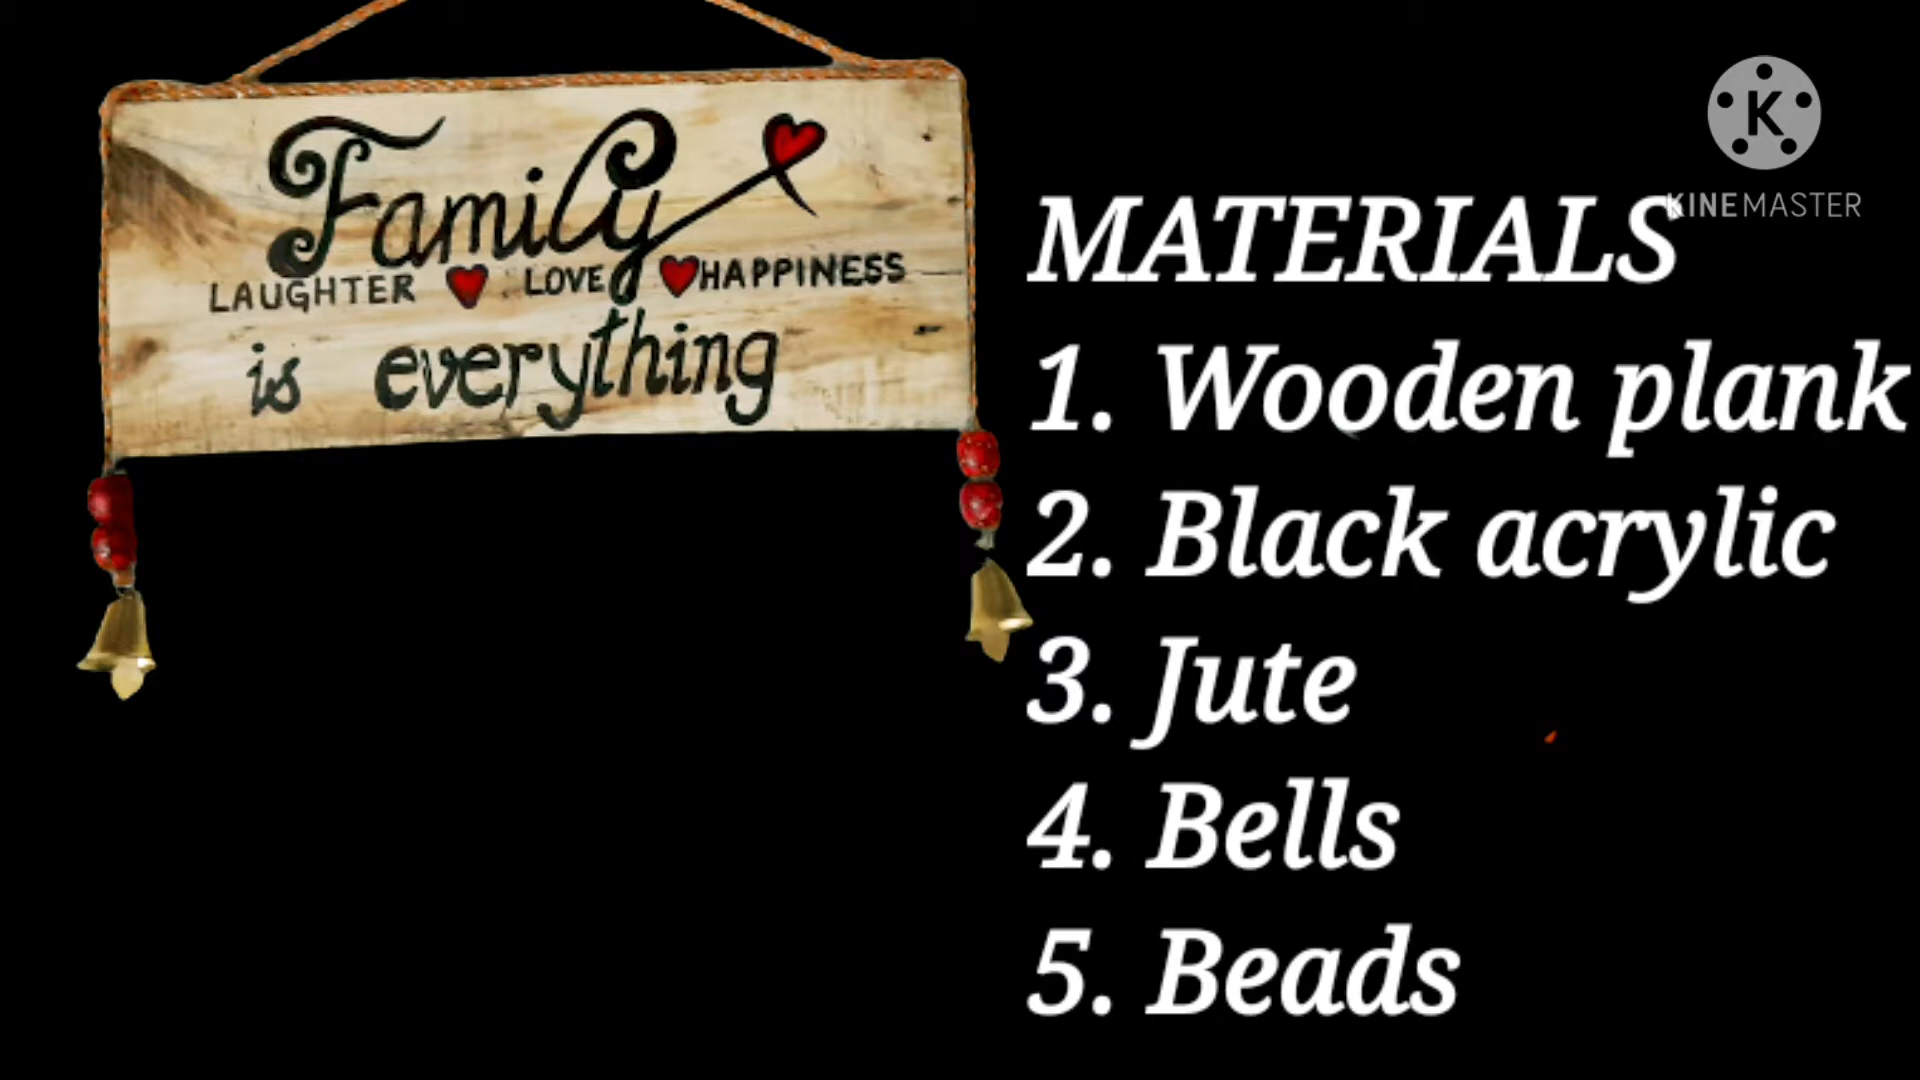 Family
LAUGHTER LOVE HAPPINESS
is everything
K
KINEMASTER
MATERIALS
1. Wooden plank
2. Black acrylic
3. Jute
4. Bells
5. Beads